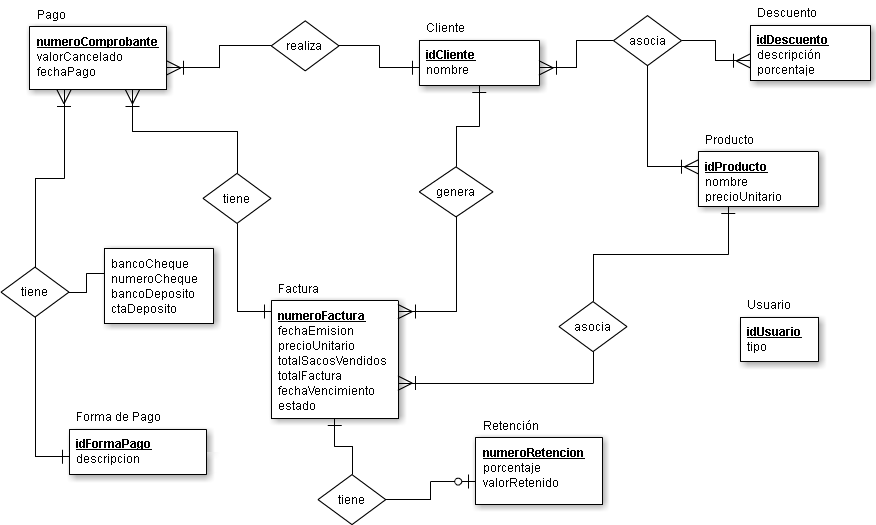 Pago
numeroComprobante
valorCancelado
fechaPago
realiza
Cliente
idCliente
nombre
asocia
Descuento
idDescuento
descripción
porcentaje
Producto
idProducto
nombre
precioUnitario
tiene
genera
tiene
bancoCheque
numeroCheque
bancoDeposito
ctaDeposito
Factura
numeroFactura
fechaEmision
precioUnitario
totalSacosVendidos
totalFactura
fechaVencimiento
estado
asocia
Usuario
idUsuario
tipo
Forma de Pago
idFormaPago
descripcion
tiene
Retención
numeroRetencion
porcentaje
valorRetenido